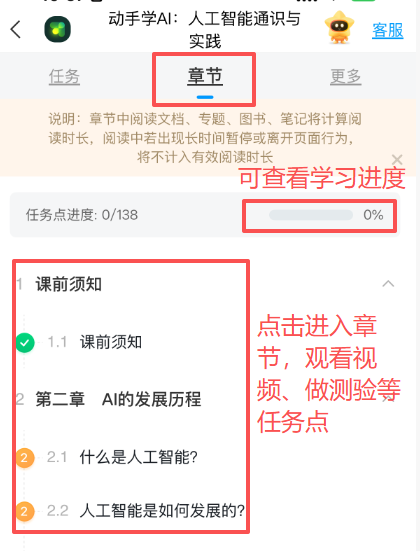 动手学AI：人工智能通识与
实践
客服
任务
章节
更多
说明：章节中阅读文档、专题、图书、笔记将计算阅
读时长，阅读中若出现长时间暂停或离开页面行为，
将不计入有效阅读时长
可查看学习进度
任务点进度: 0/138
0%
1 课前须知
1.1 课前须知
点击进入章
节，观看视
频、做测验等
任务点
2 第二章 AI的发展历程
2 2.1 什么是人工智能?
2 2.2 人工智能是如何发展的?